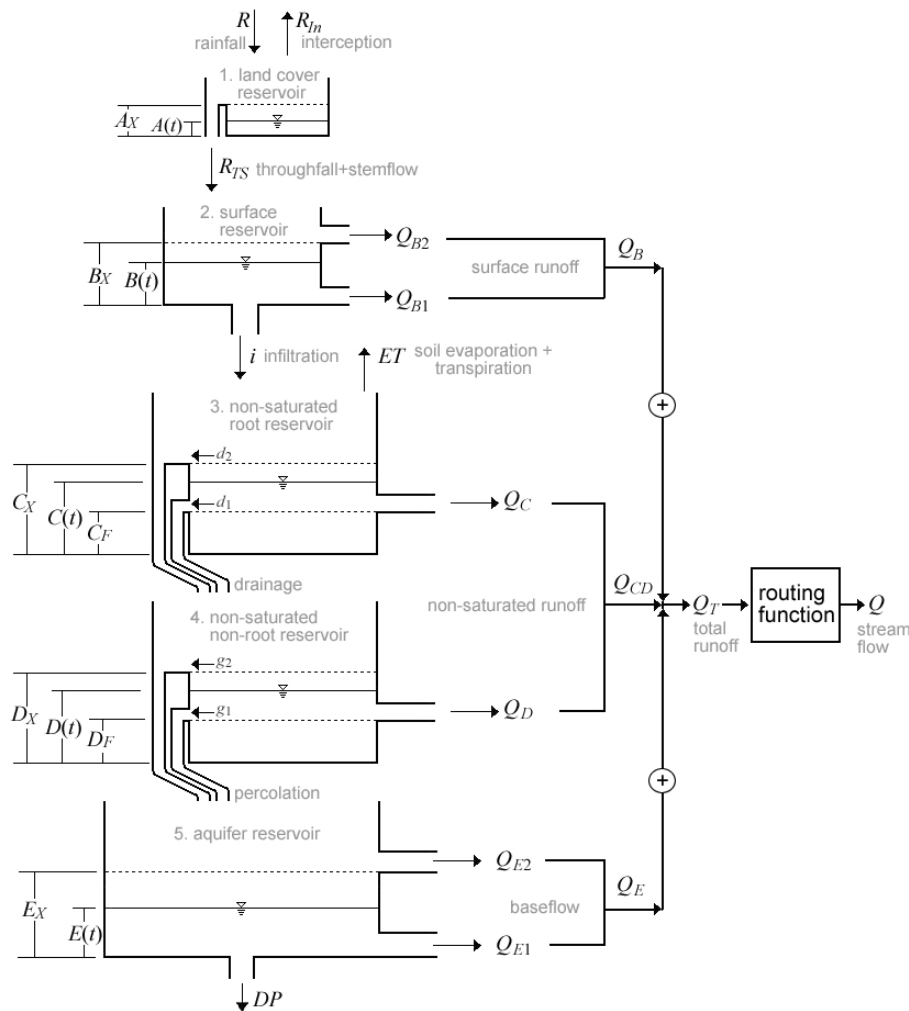 R
R_In
rainfall
interception
1. land cover
reservoir
A_X
A(t)
R_TS throughfall+stemflow
2. surface
reservoir
Q_B2
Q_B
surface runoff
B_X
B(t)
Q_B1
i infiltration
ET
soil evaporation +
transpiration
3. non-saturated
root reservoir
+
d_2
C_X
C(t)
d_1
Q_C
C_F
drainage
Q_CD
non-saturated runoff
Q_T
total
runoff
routing
function
Q
stream
flow
4. non-saturated
non-root reservoir
g_2
D_X
D(t)
g_1
Q_D
D_F
percolation
+
5. aquifer reservoir
Q_E2
Q_E
E_X
baseflow
E(t)
Q_E1
DP